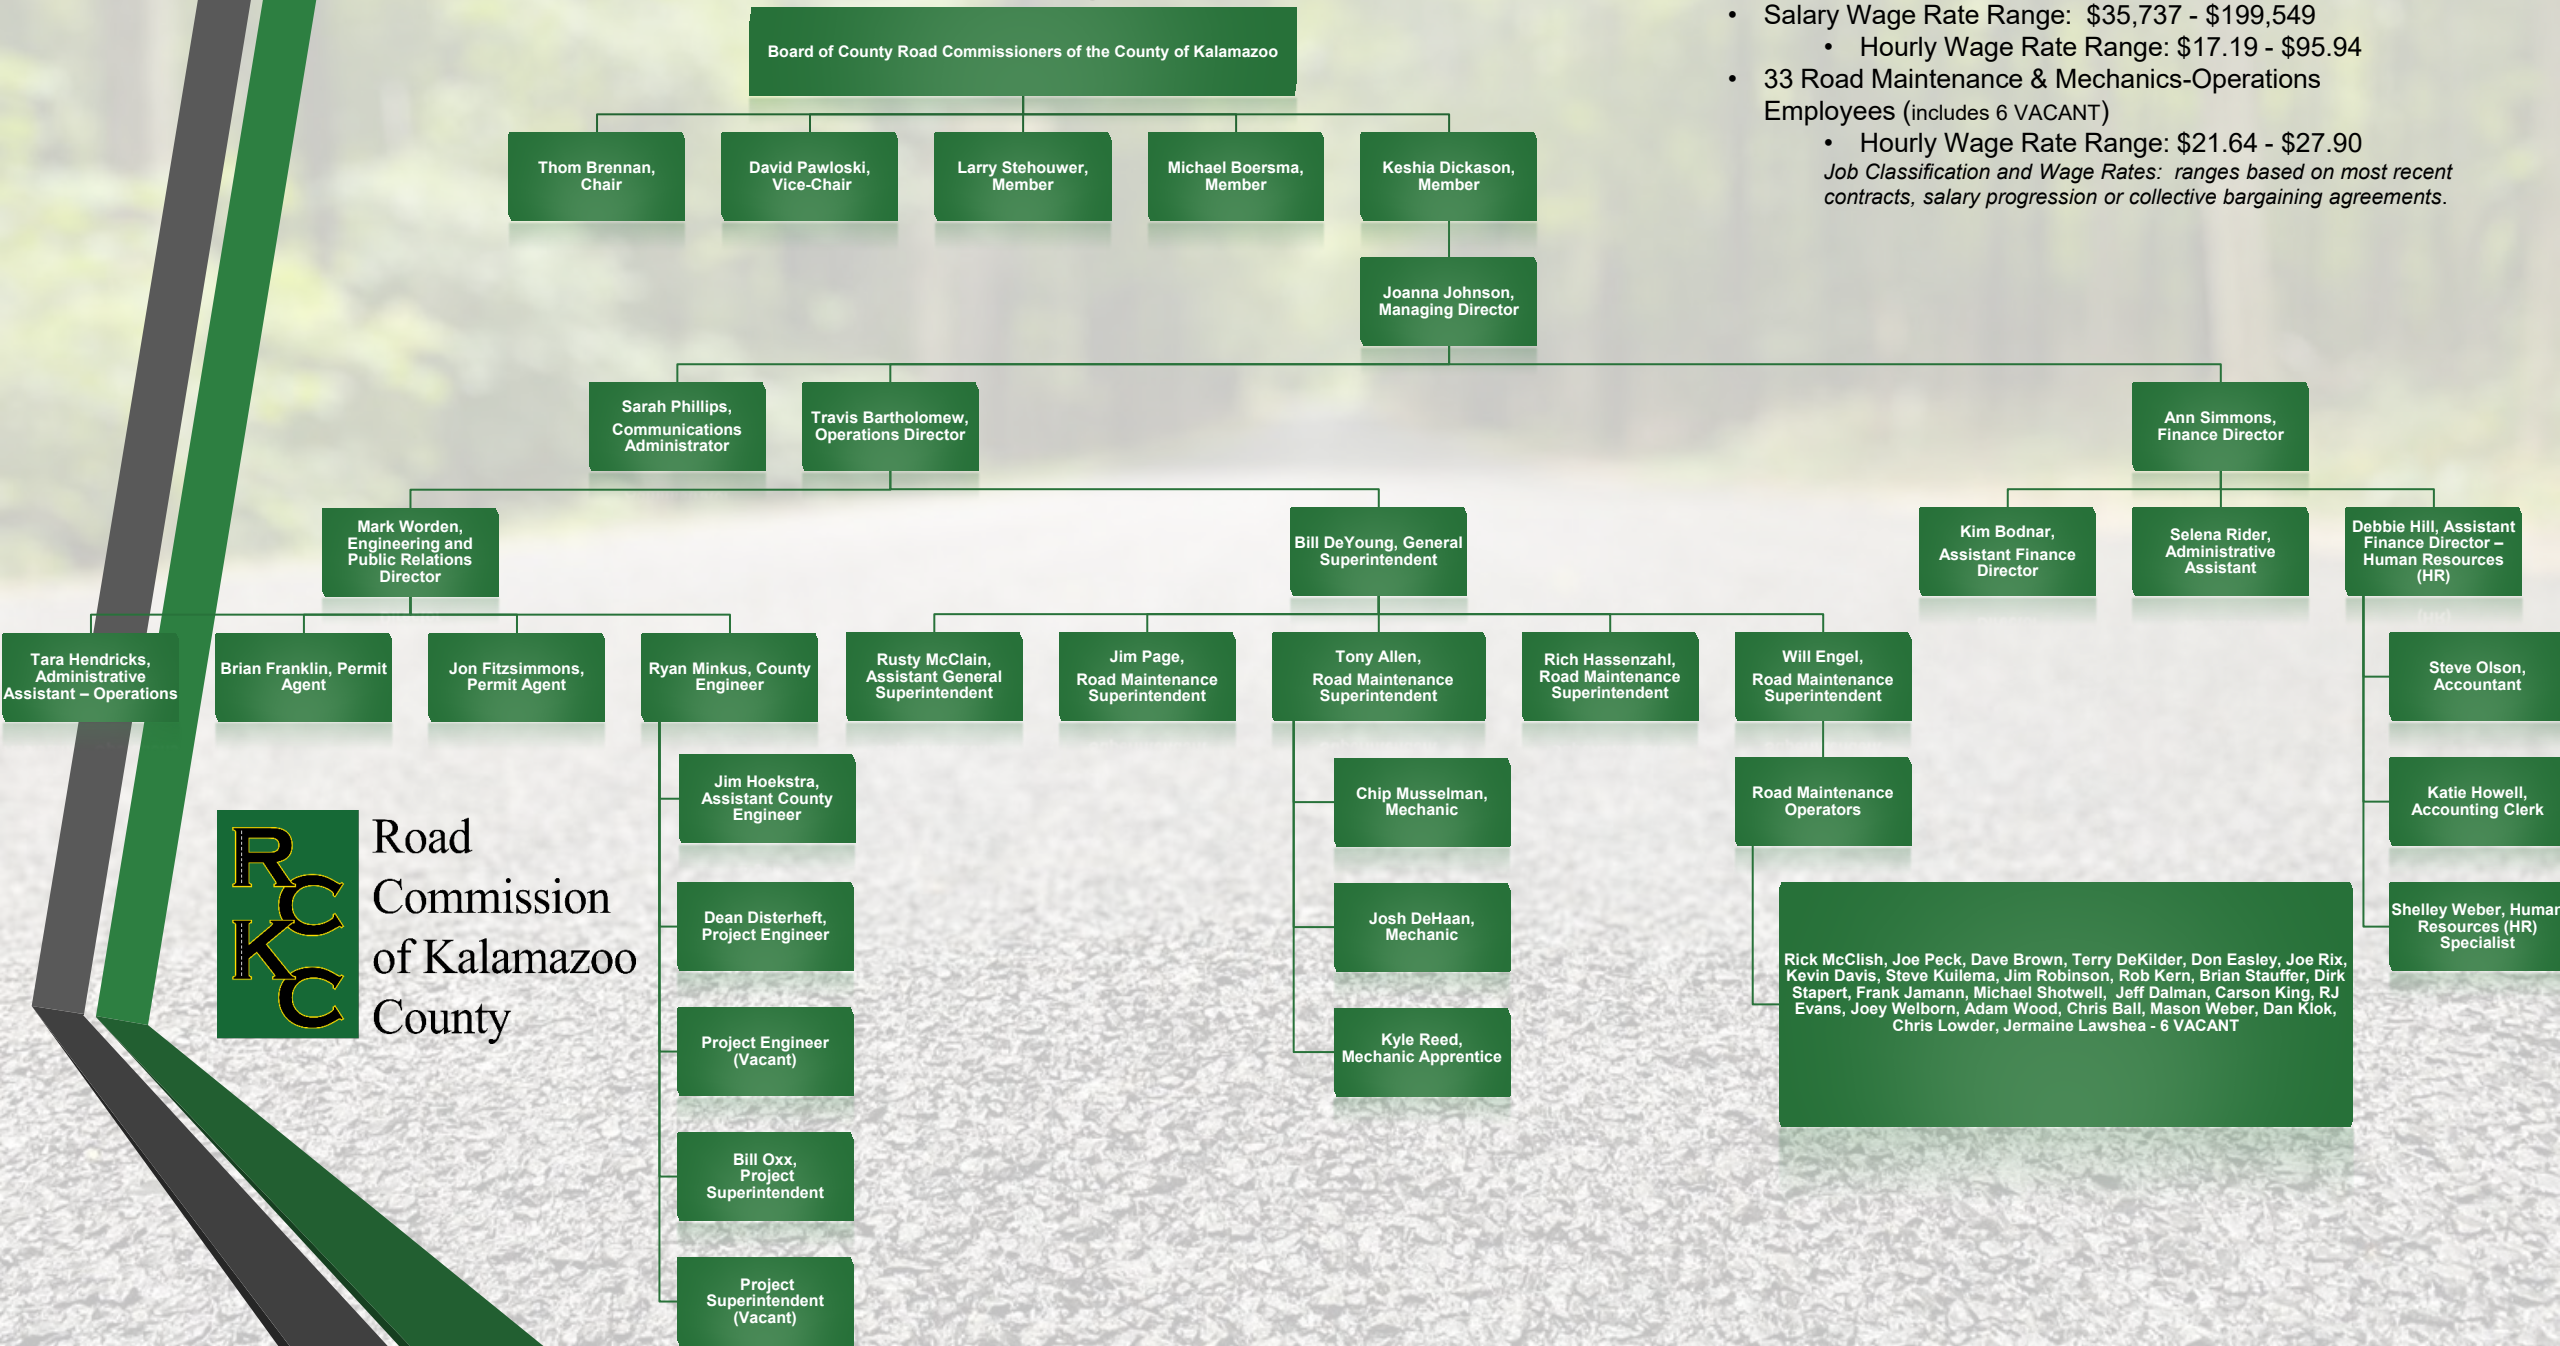 • Salary Wage Rate Range: $35,737 - $199,549
• Hourly Wage Rate Range: $17.19 - $95.94
• 33 Road Maintenance & Mechanics-Operations
Employees (includes 6 VACANT)
• Hourly Wage Rate Range: $21.64 - $27.90
Job Classification and Wage Rates: ranges based on most recent
contracts, salary progression or collective bargaining agreements.
Board of County Road Commissioners of the County of Kalamazoo
Thom Brennan,
Chair
David Pawloski,
Vice-Chair
Larry Stehouwer,
Member
Michael Boersma,
Member
Keshia Dickason,
Member
Joanna Johnson,
Managing Director
Sarah Phillips,
Communications
Administrator
Travis Bartholomew,
Operations Director
Ann Simmons,
Finance Director
Mark Worden,
Engineering and
Public Relations
Director
Bill DeYoung, General
Superintendent
Kim Bodnar,
Assistant Finance
Director
Selena Rider,
Administrative
Assistant
Debbie Hill, Assistant
Finance Director –
Human Resources
(HR)
Tara Hendricks,
Administrative
Assistant – Operations
Brian Franklin, Permit
Agent
Jon Fitzsimmons,
Permit Agent
Ryan Minkus, County
Engineer
Rusty McClain,
Assistant General
Superintendent
Jim Page,
Road Maintenance
Superintendent
Tony Allen,
Road Maintenance
Superintendent
Rich Hassenzahl,
Road Maintenance
Superintendent
Will Engel,
Road Maintenance
Superintendent
Steve Olson,
Accountant
Jim Hoekstra,
Assistant County
Engineer
Chip Musselman,
Mechanic
Road Maintenance
Operators
Katie Howell,
Accounting Clerk
Dean Disterheft,
Project Engineer
Josh DeHaan,
Mechanic
Rick McClish, Joe Peck, Dave Brown, Terry DeKilder, Don Easley, Joe Rix,
Kevin Davis, Steve Kuilema, Jim Robinson, Rob Kern, Brian Stauffer, Dirk
Stapert, Frank Jamann, Michael Shotwell, Jeff Dalman, Carson King, RJ
Evans, Joey Welborn, Adam Wood, Chris Ball, Mason Weber, Dan Klok,
Chris Lowder, Jermaine Lawshea - 6 VACANT
Shelley Weber, Human
Resources (HR)
Specialist
Project Engineer
(Vacant)
Kyle Reed,
Mechanic Apprentice
Bill Oxx,
Project
Superintendent
Project
Superintendent
(Vacant)
RCKC
Road
Commission
of Kalamazoo
County